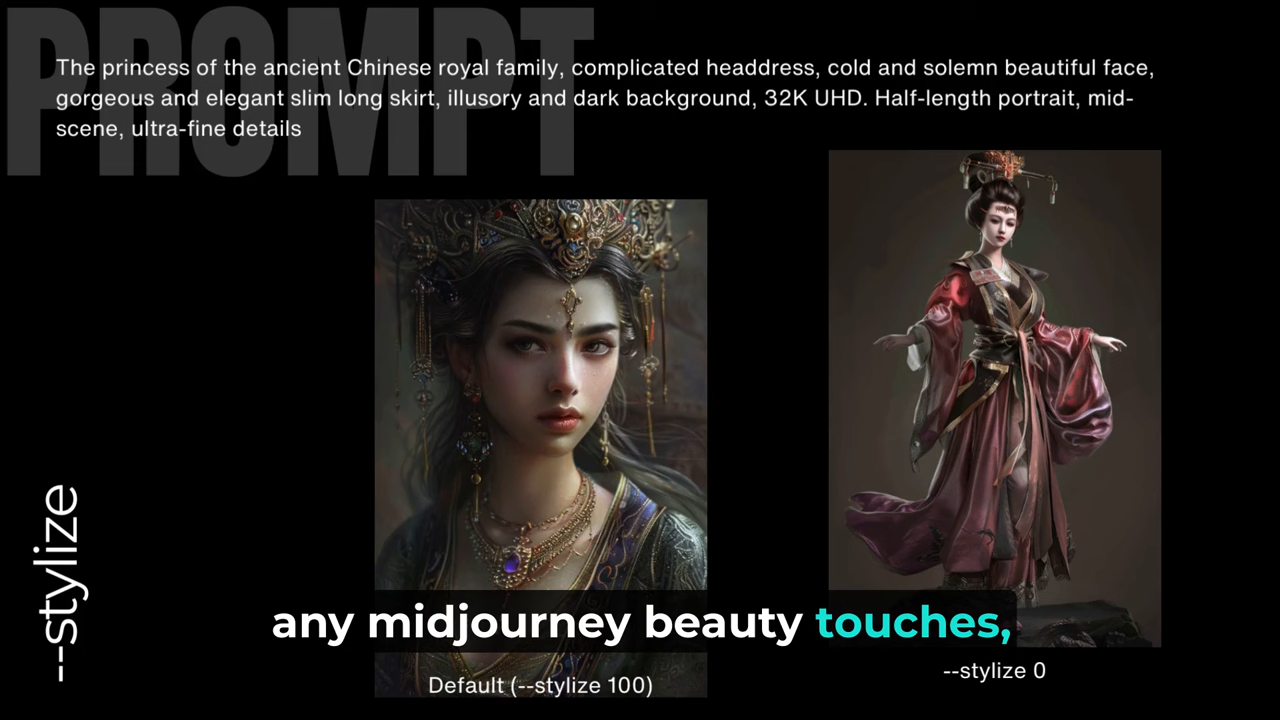 PROMPT
The princess of the ancient Chinese royal family, complicated headdress, cold and solemn beautiful face,
gorgeous and elegant slim long skirt, illusory and dark background, 32K UHD. Half-length portrait, mid-
scene, ultra-fine details
--stylize
any midjourney beauty touches,
Default (--stylize 100)
--stylize 0